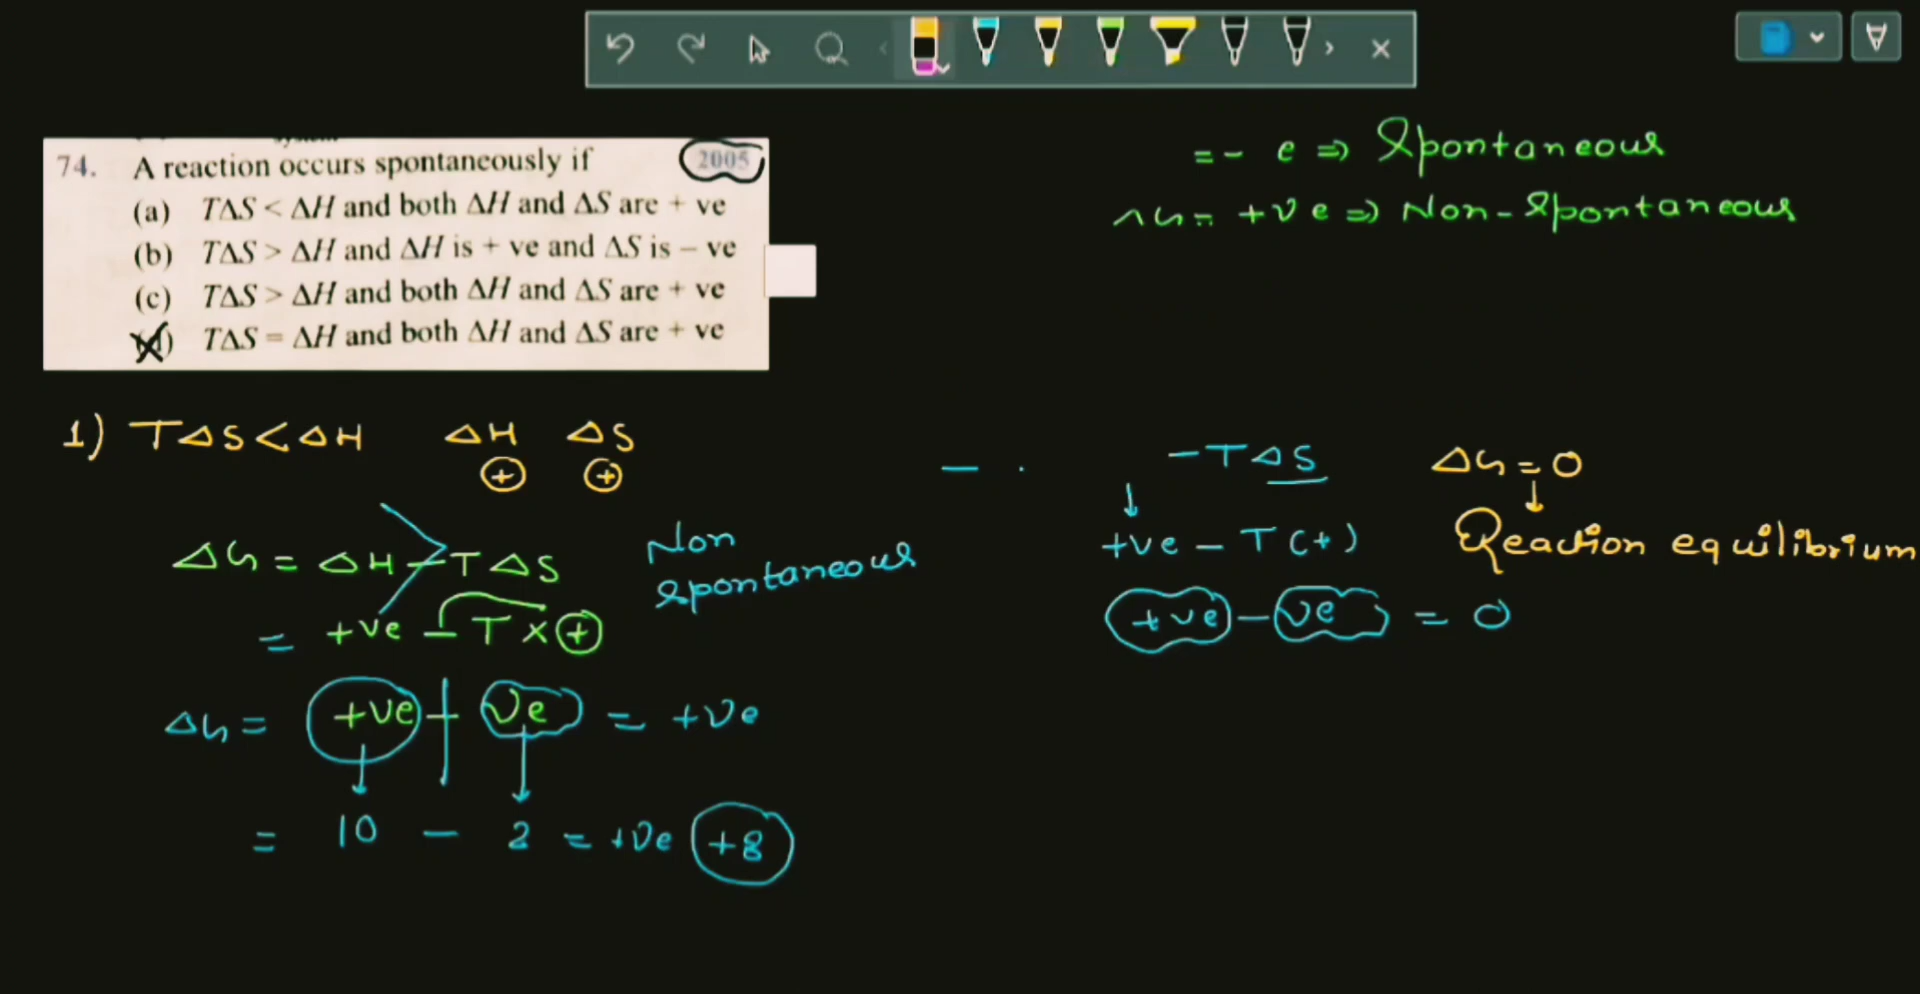 74. A reaction occurs spontaneously if 2005
(a) TΔS < ΔH and both ΔH and ΔS are + ve
(b) TΔS > ΔH and ΔH is + ve and ΔS is – ve
(c) TΔS > ΔH and both ΔH and ΔS are + ve
TΔS = ΔH and both ΔH and ΔS are + ve
= - e ⇒ Spontaneous
= +ve ⇒ Non-Spontaneous
1) TΔS < ΔH ΔH ΔS
+ +
ΔG = ΔH - TΔS
Non spontaneous
= +ve - T × +
ΔG = +ve - ve = +ve
= 10 - 2 = +ve +8
- TΔS
↓
+ve - T(+)
+ve - ve = 0
ΔG = 0
↓
Reaction equilibrium